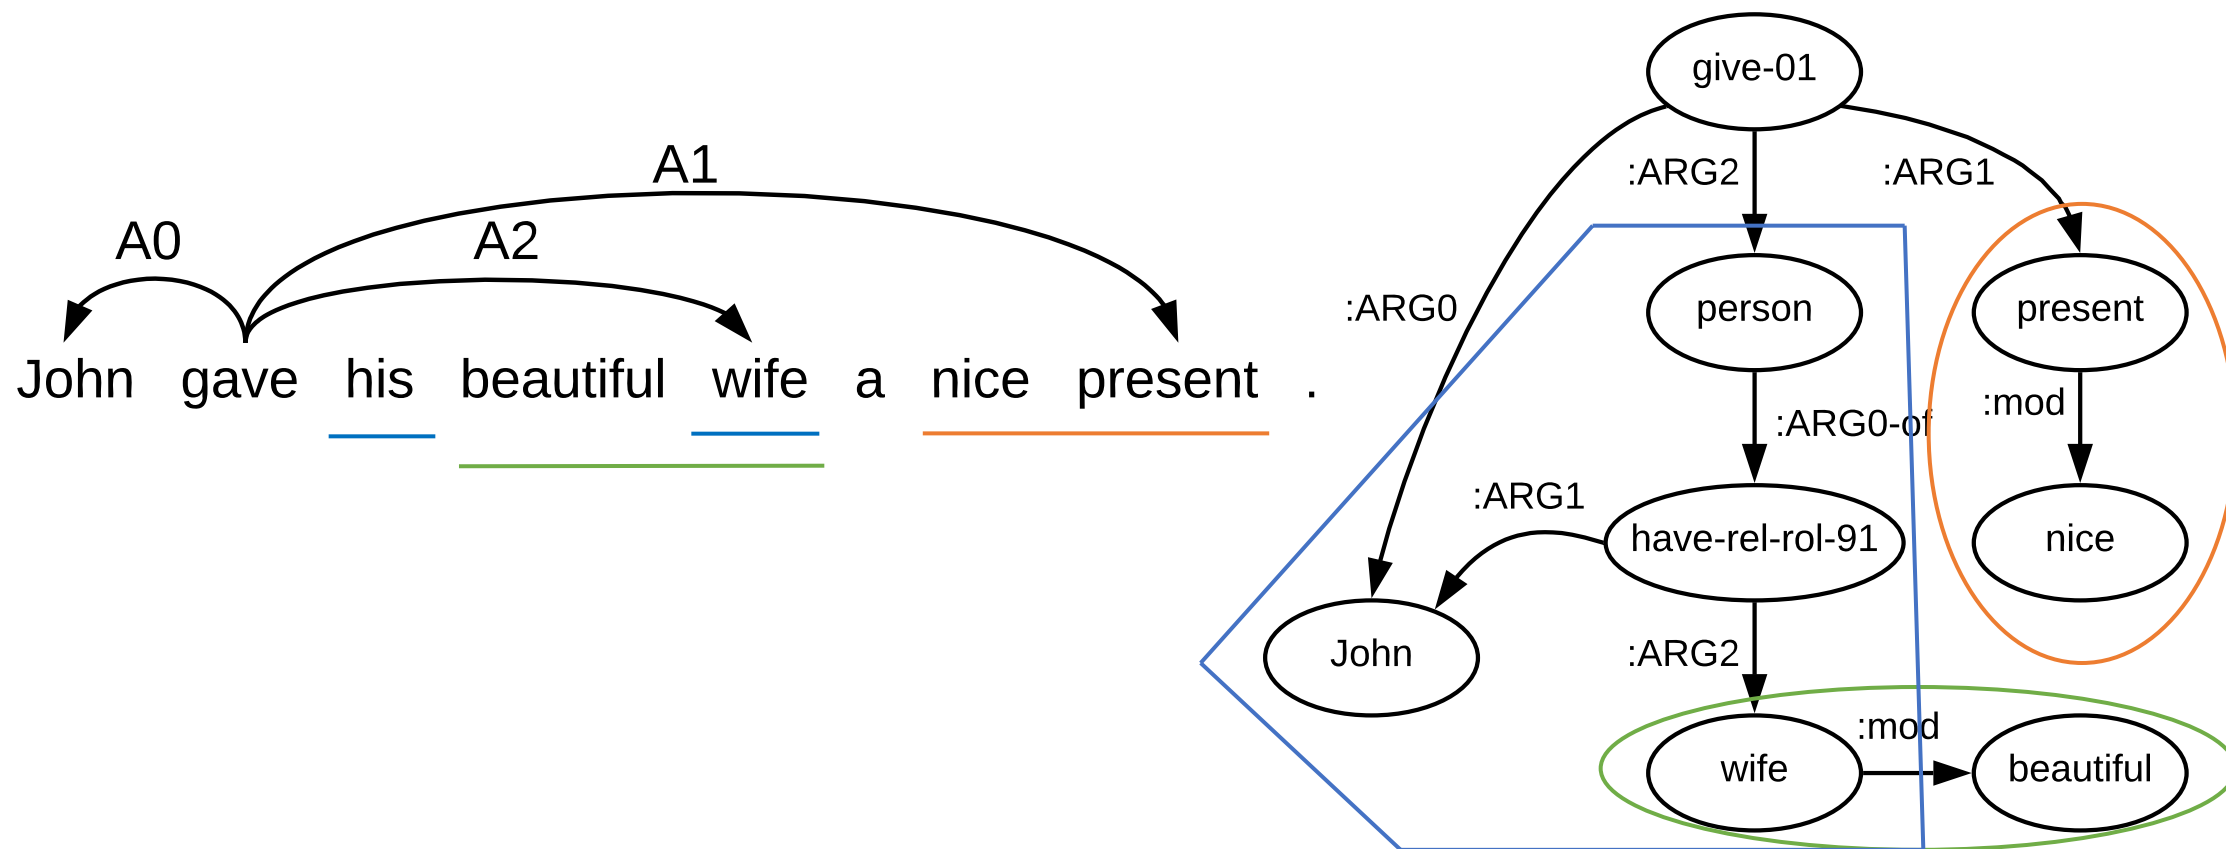 A1
A0
A2
John gave his beautiful wife a nice present .
give-01
:ARG2
:ARG1
:ARG0
person
present
:ARG0-of
:mod
:ARG1
have-rel-rol-91
nice
John
:ARG2
:mod
wife
beautiful